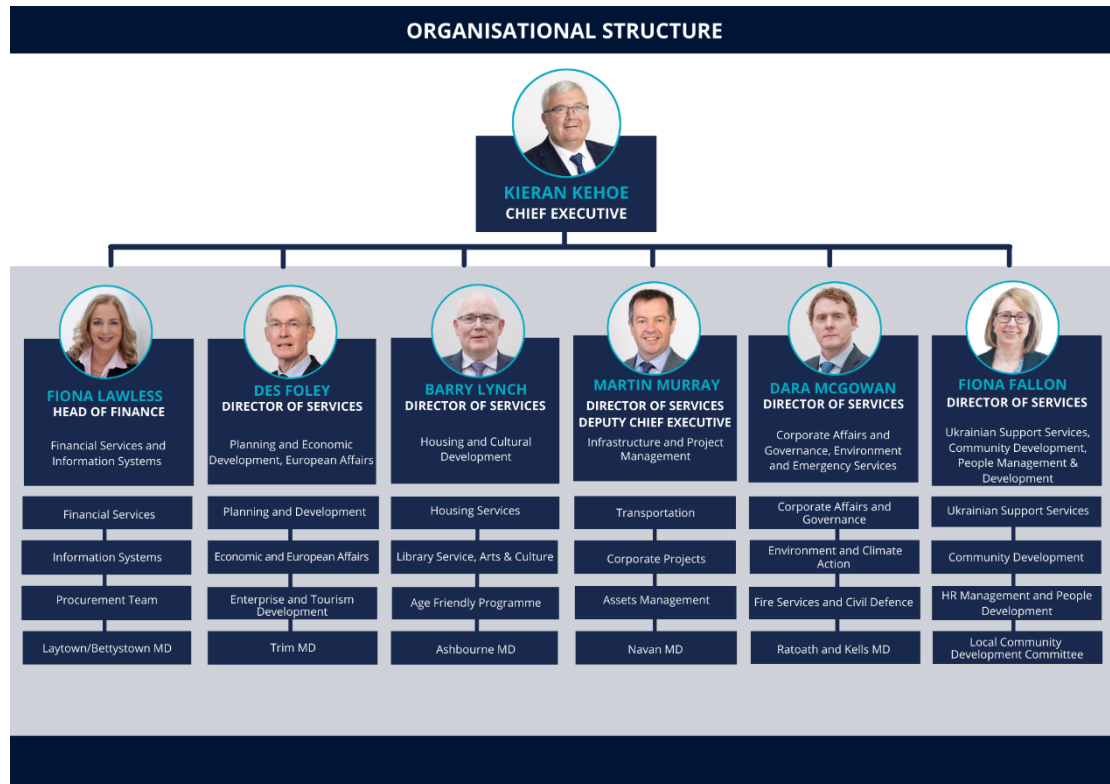 ORGANISATIONAL STRUCTURE
KIERAN KEHOE
CHIEF EXECUTIVE
FIONA LAWLESS
HEAD OF FINANCE
Financial Services and
Information Systems
Financial Services
Information Systems
Procurement Team
Laytown/Bettystown MD
DES FOLEY
DIRECTOR OF SERVICES
Planning and Economic
Development, European Affairs
Planning and Development
Economic and European Affairs
Enterprise and Tourism
Development
Trim MD
BARRY LYNCH
DIRECTOR OF SERVICES
Housing and Cultural
Development
Housing Services
Library Service, Arts & Culture
Age Friendly Programme
Ashbourne MD
MARTIN MURRAY
DIRECTOR OF SERVICES
DEPUTY CHIEF EXECUTIVE
Infrastructure and Project
Management
Transportation
Corporate Projects
Assets Management
Navan MD
DARA MCGOWAN
DIRECTOR OF SERVICES
Corporate Affairs and
Governance, Environment
and Emergency Services
Corporate Affairs and
Governance
Environment and Climate
Action
Fire Services and Civil Defence
Ratoath and Kells MD
FIONA FALLON
DIRECTOR OF SERVICES
Ukrainian Support Services,
Community Development,
People Management &
Development
Ukrainian Support Services
Community Development
HR Management and People
Development
Local Community
Development Committee